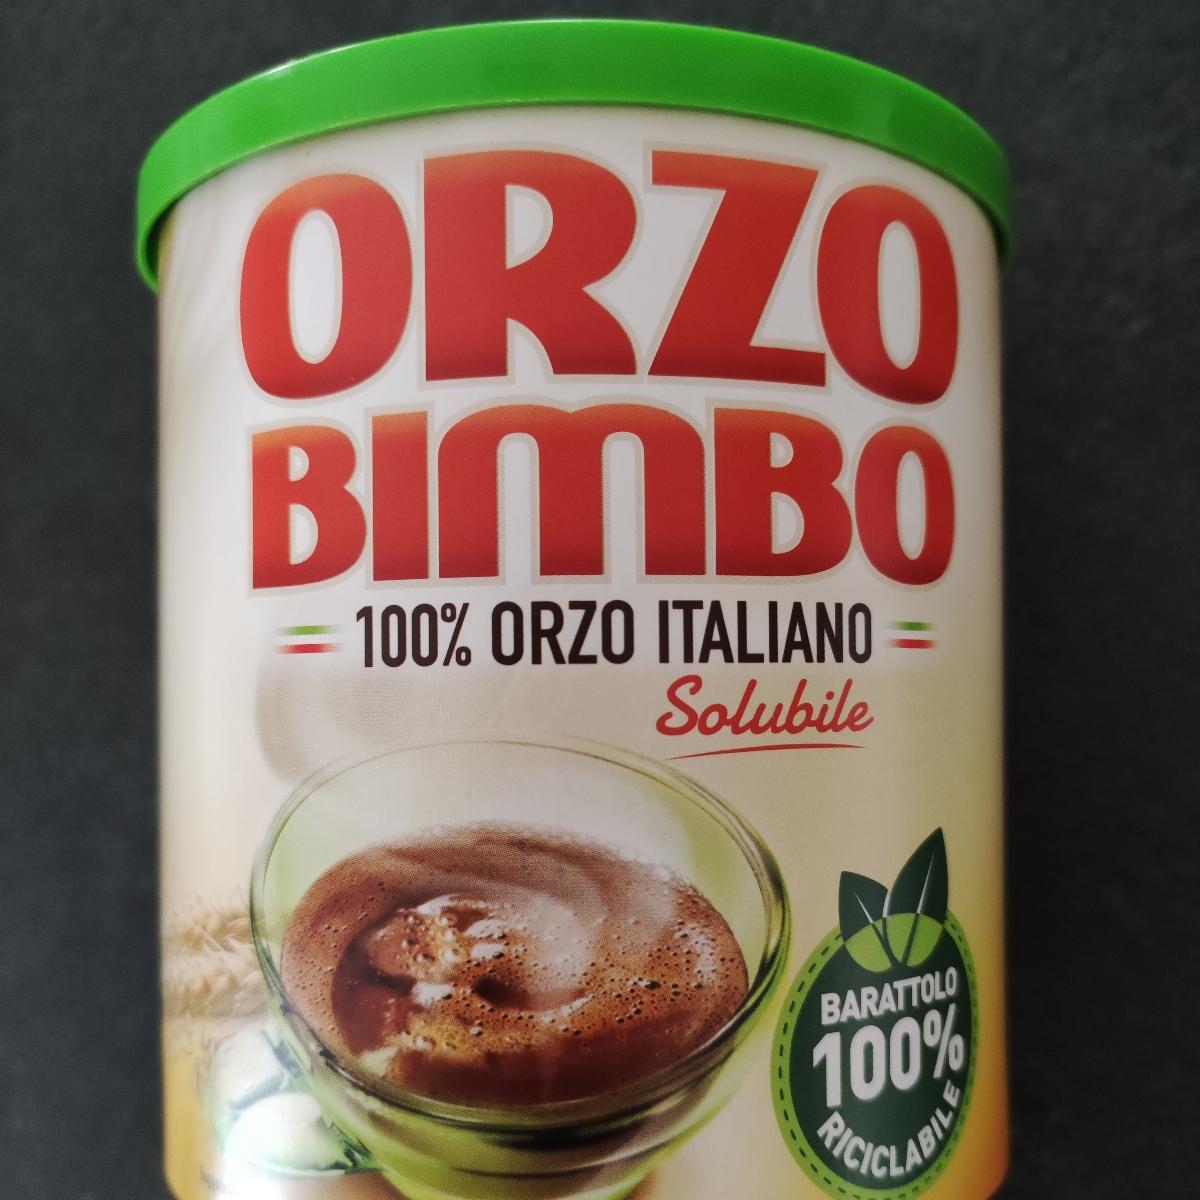 ORZO
BIMBO
100% ORZO ITALIANO
Solubile
BARATTOLO
100%
RICICLABILE